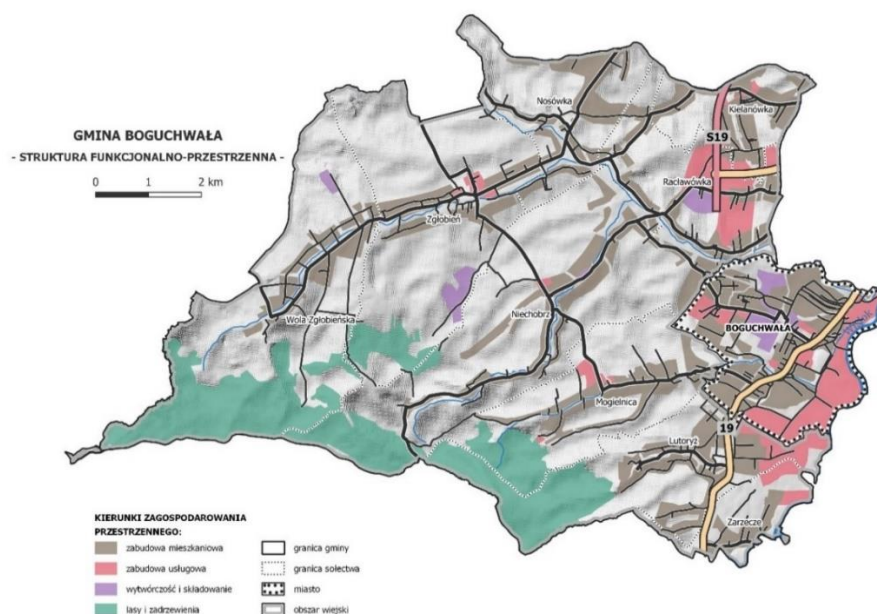 GMINA BOGUCHWAŁA
- STRUKTURA FUNKCJONALNO-PRZESTRZENNA -
0 1 2 km
Nosówka
Kielanówka
S19
Racławówka
Zgłobień
Wola Zgłobieńska
Niechobrz
BOGUCHWAŁA
Mogielnica
19
Lutoryż
Zarzecze
KIERUNKI ZAGOSPODAROWANIA
PRZESTRZENNEGO:
zabudowa mieszkaniowa
zabudowa usługowa
wytwórczość i składowanie
lasy i zadrzewienia
granica gminy
granica sołectwa
miasto
obszar wiejski